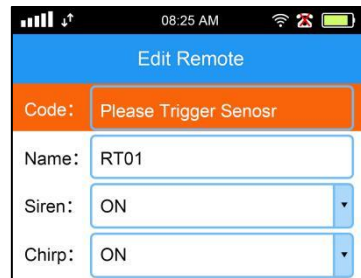 08:25 AM
Edit Remote
Code: Please Trigger Senosr
Name: RT01
Siren: ON
Chirp: ON